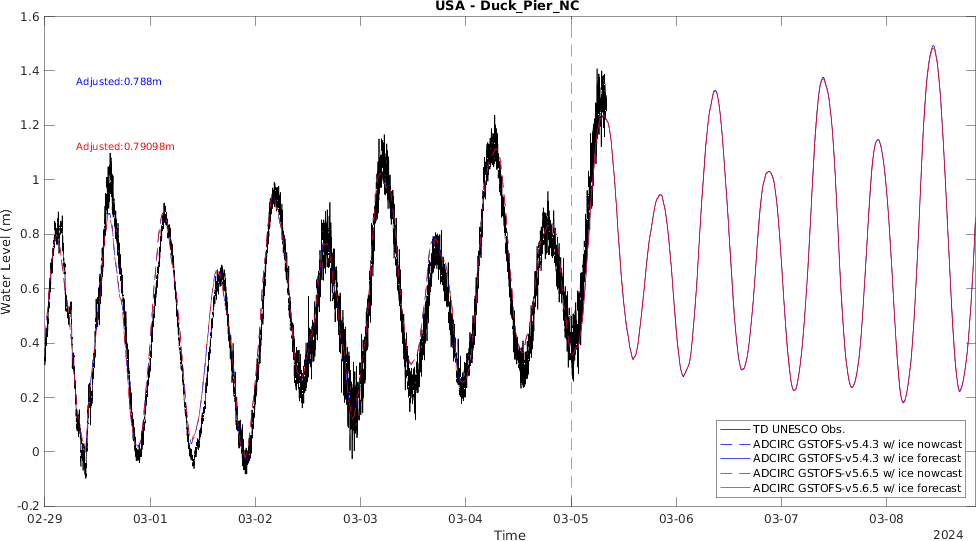 USA - Duck_Pier_NC
1.6
1.4
1.2
1
0.8
0.6
0.4
0.2
0
-0.2
Water Level (m)
Adjusted:0.788m
Adjusted:0.79098m
TD UNESCO Obs.
ADCIRC GSTOFS-v5.4.3 w/ ice nowcast
ADCIRC GSTOFS-v5.4.3 w/ ice forecast
ADCIRC GSTOFS-v5.6.5 w/ ice nowcast
ADCIRC GSTOFS-v5.6.5 w/ ice forecast
02-29 03-01 03-02 03-03 03-04 03-05 03-06 03-07 03-08
Time
2024